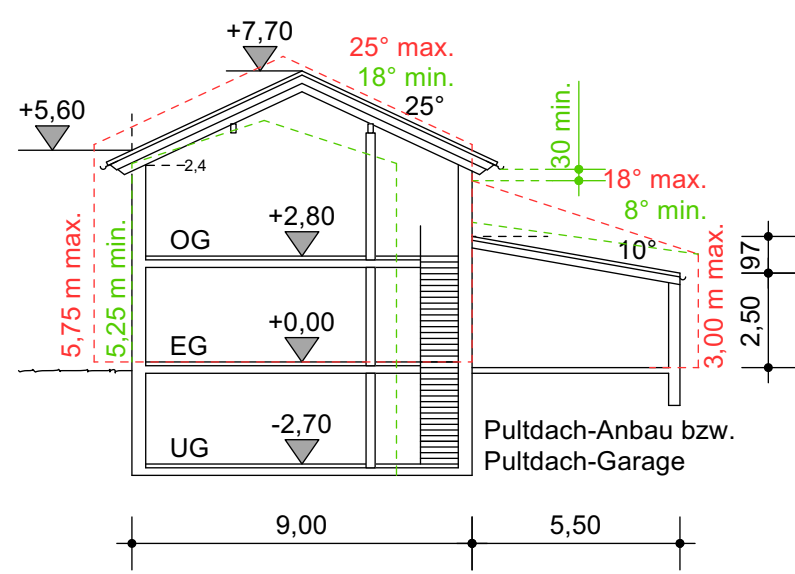 +7,70
25° max.
18° min.
25°
+5,60
30 min.
-2,4
18° max.
8° min.
OG
+2,80
10°
97
5,75 m max.
5,25 m min.
3,00 m max.
2,50
EG
+0,00
UG
-2,70
Pultdach-Anbau bzw.
Pultdach-Garage
9,00
5,50